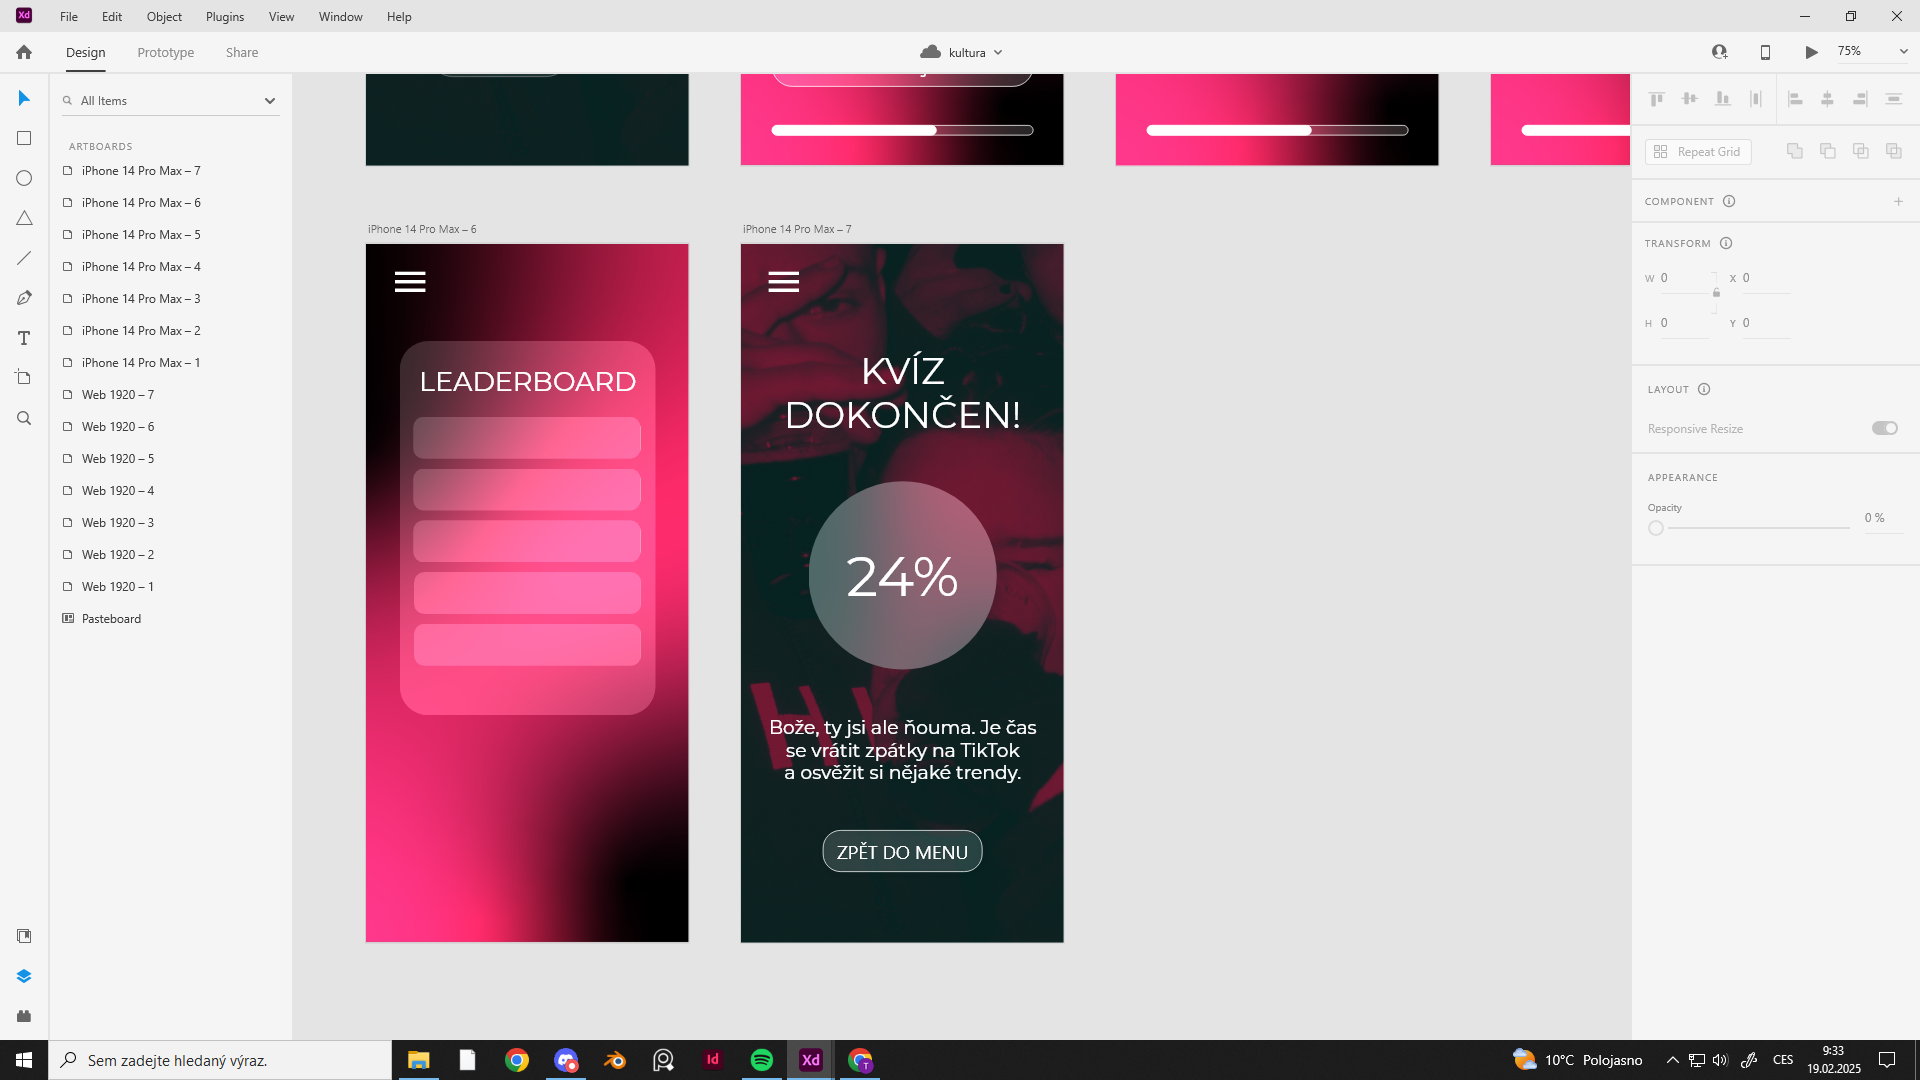 Xd
File Edit Object Plugins View Window Help
Design Prototype Share
kultura
75%
All Items
ARTBOARDS
iPhone 14 Pro Max – 7
iPhone 14 Pro Max – 6
iPhone 14 Pro Max – 5
iPhone 14 Pro Max – 4
iPhone 14 Pro Max – 3
iPhone 14 Pro Max – 2
iPhone 14 Pro Max – 1
Web 1920 – 7
Web 1920 – 6
Web 1920 – 5
Web 1920 – 4
Web 1920 – 3
Web 1920 – 2
Web 1920 – 1
Pasteboard
iPhone 14 Pro Max – 6
LEADERBOARD
iPhone 14 Pro Max – 7
KVÍZ
DOKONČEN!
24%
Bože, ty jsi ale ňouma. Je čas
se vrátit zpátky na TikTok
a osvěžit si nějaké trendy.
ZPĚT DO MENU
Repeat Grid
COMPONENT
TRANSFORM
W 0 X 0
H 0 Y 0
LAYOUT
Responsive Resize
APPEARANCE
Opacity
0 %
Sem zadejte hledaný výraz.
Id
Xd
T
10°C Polojasno
CES
9:33
19.02.2025